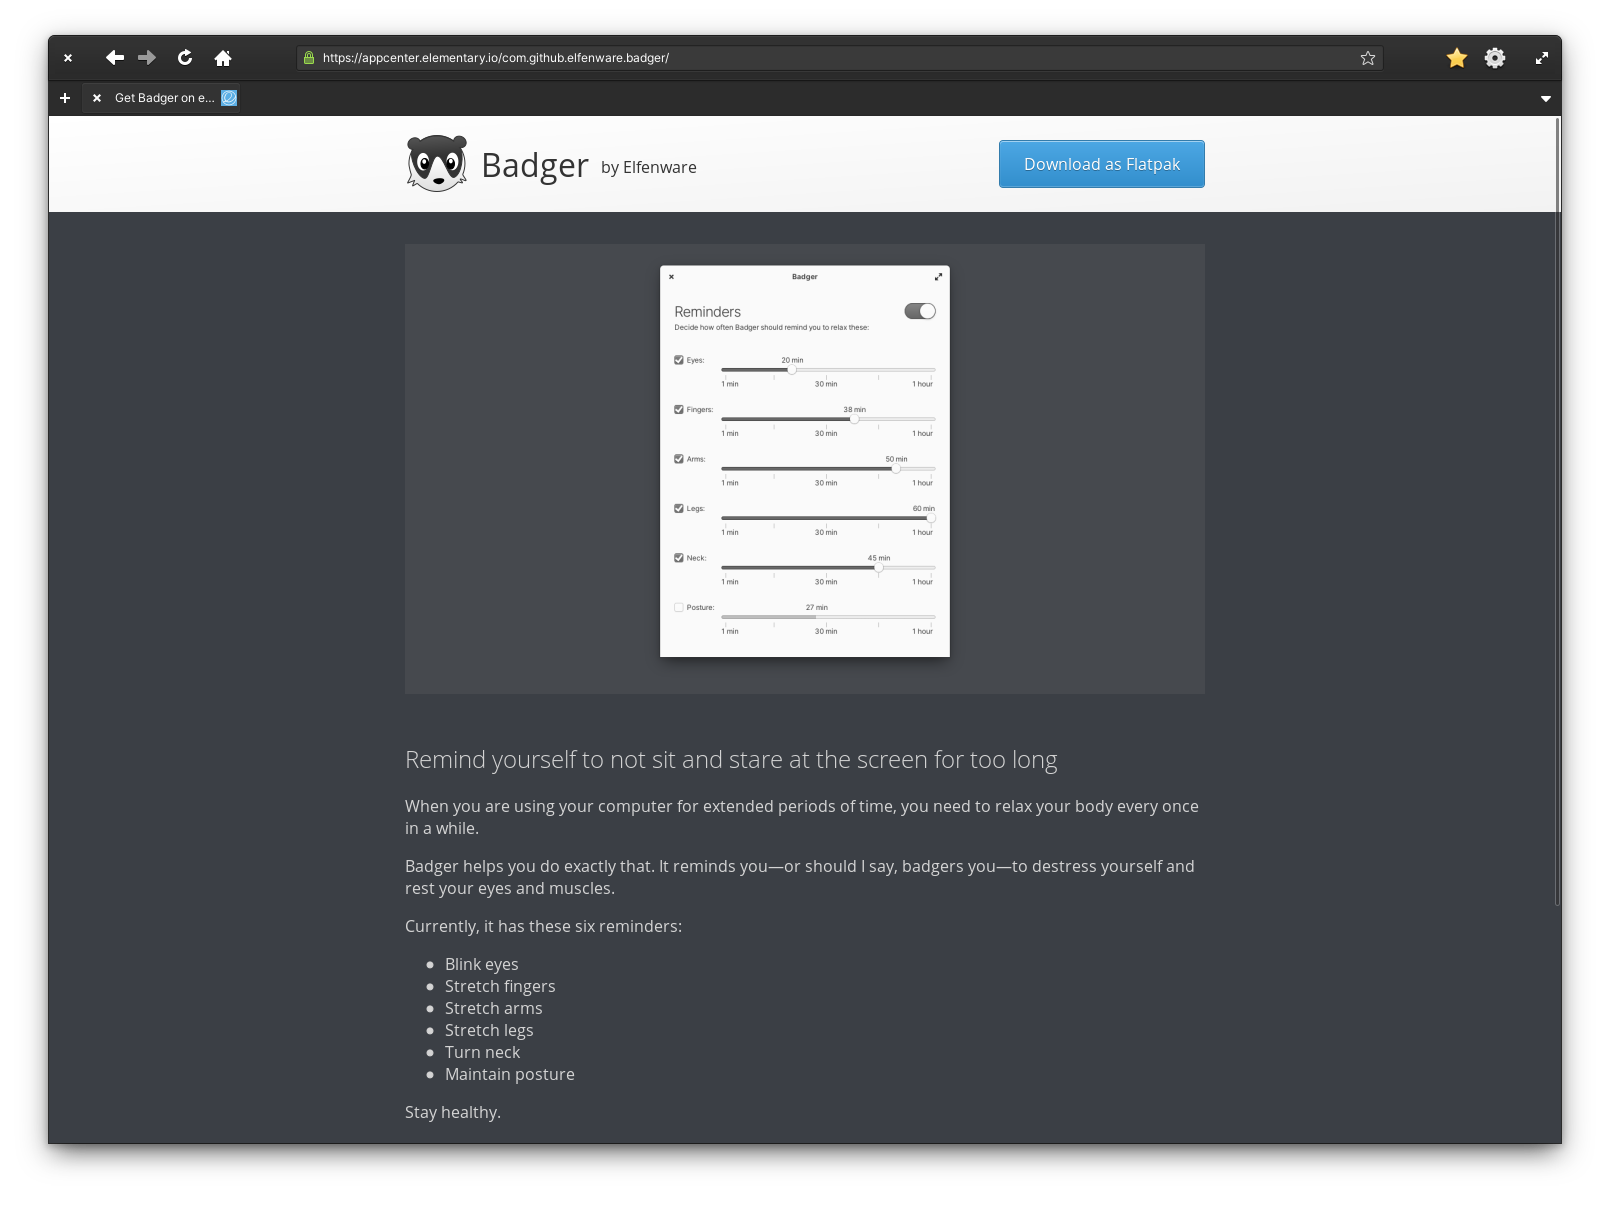 https://appcenter.elementary.io/com.github.elfenware.badger/
Get Badger on e...
Badger by Elfenware
Download as Flatpak
Badger
Reminders
Decide how often Badger should remind you to relax these:
Eyes: 20 min
1 min 30 min 1 hour
Fingers: 38 min
1 min 30 min 1 hour
Arms: 50 min
1 min 30 min 1 hour
Legs: 60 min
1 min 30 min 1 hour
Neck: 45 min
1 min 30 min 1 hour
Posture: 27 min
1 min 30 min 1 hour
Remind yourself to not sit and stare at the screen for too long
When you are using your computer for extended periods of time, you need to relax your body every once
in a while.
Badger helps you do exactly that. It reminds you—or should I say, badgers you—to destress yourself and
rest your eyes and muscles.
Currently, it has these six reminders:
• Blink eyes
• Stretch fingers
• Stretch arms
• Stretch legs
• Turn neck
• Maintain posture
Stay healthy.